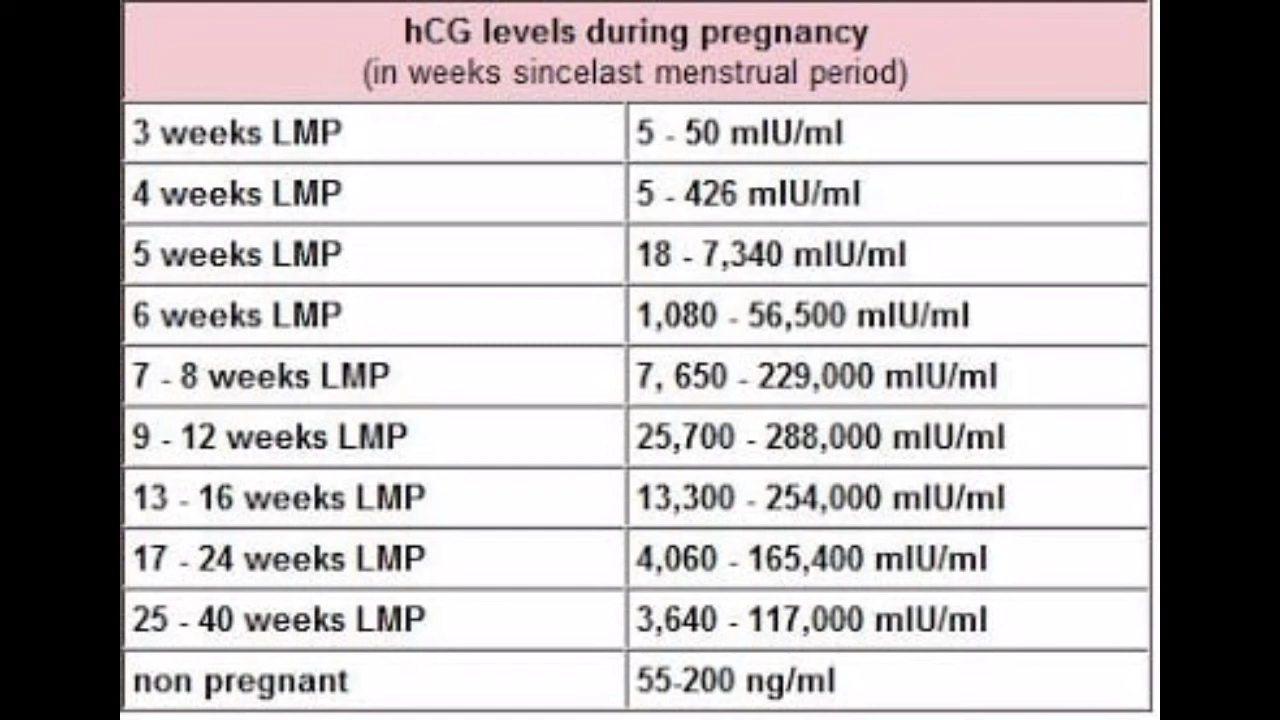 hCG levels during pregnancy
(in weeks sincelast menstrual period)
3 weeks LMP 5 - 50 mIU/ml
4 weeks LMP 5 - 426 mIU/ml
5 weeks LMP 18 - 7,340 mIU/ml
6 weeks LMP 1,080 - 56,500 mIU/ml
7 - 8 weeks LMP 7, 650 - 229,000 mIU/ml
9 - 12 weeks LMP 25,700 - 288,000 mIU/ml
13 - 16 weeks LMP 13,300 - 254,000 mIU/ml
17 - 24 weeks LMP 4,060 - 165,400 mIU/ml
25 - 40 weeks LMP 3,640 - 117,000 mIU/ml
non pregnant 55-200 ng/ml